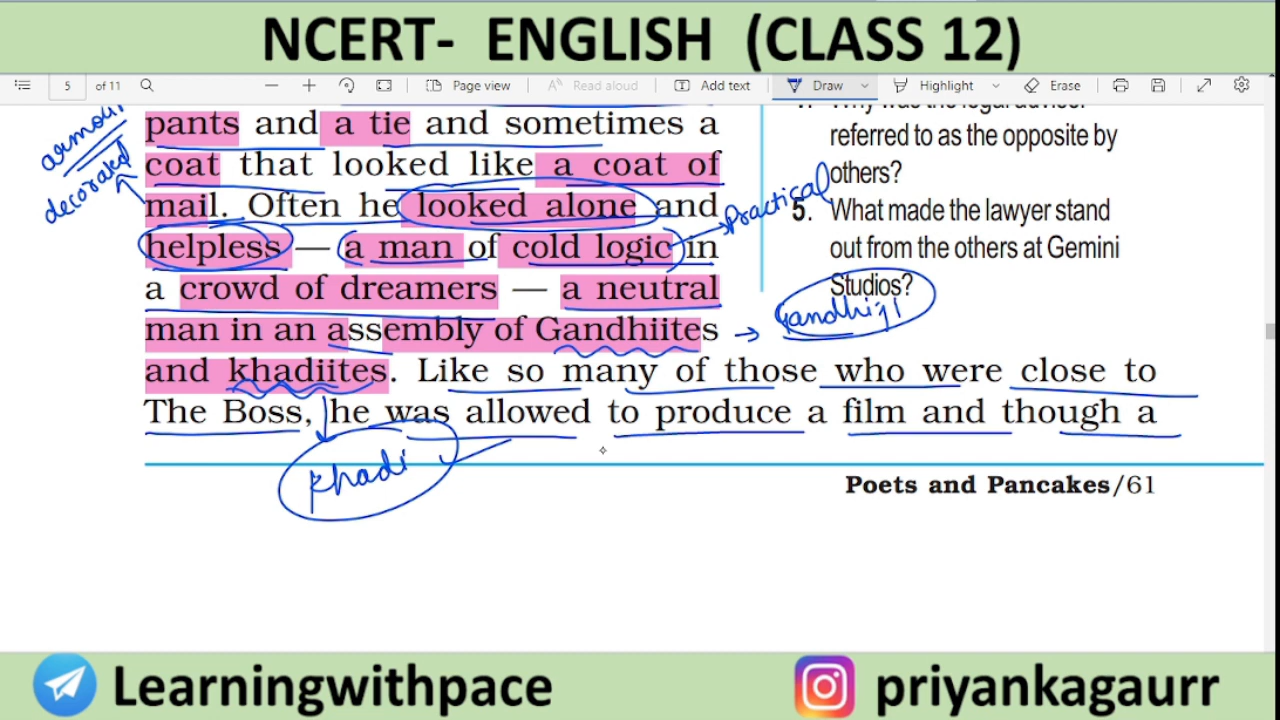 NCERT- ENGLISH (CLASS 12)
5 of 11
Page view
Read aloud
Add text
Draw
Highlight
Erase
pants and a tie and sometimes a
coat that looked like a coat of
mail. Often he looked alone and
helpless — a man of cold logic in
a crowd of dreamers — a neutral
man in an assembly of Gandhiites
and khadiites. Like so many of those who were close to
The Boss, he was allowed to produce a film and though a
armour
decorated
Practical
Gandhiji
khadi
referred to as the opposite by
others?
5. What made the lawyer stand
out from the others at Gemini
Studios?
Poets and Pancakes/61
Learningwithpace
priyankagaurr